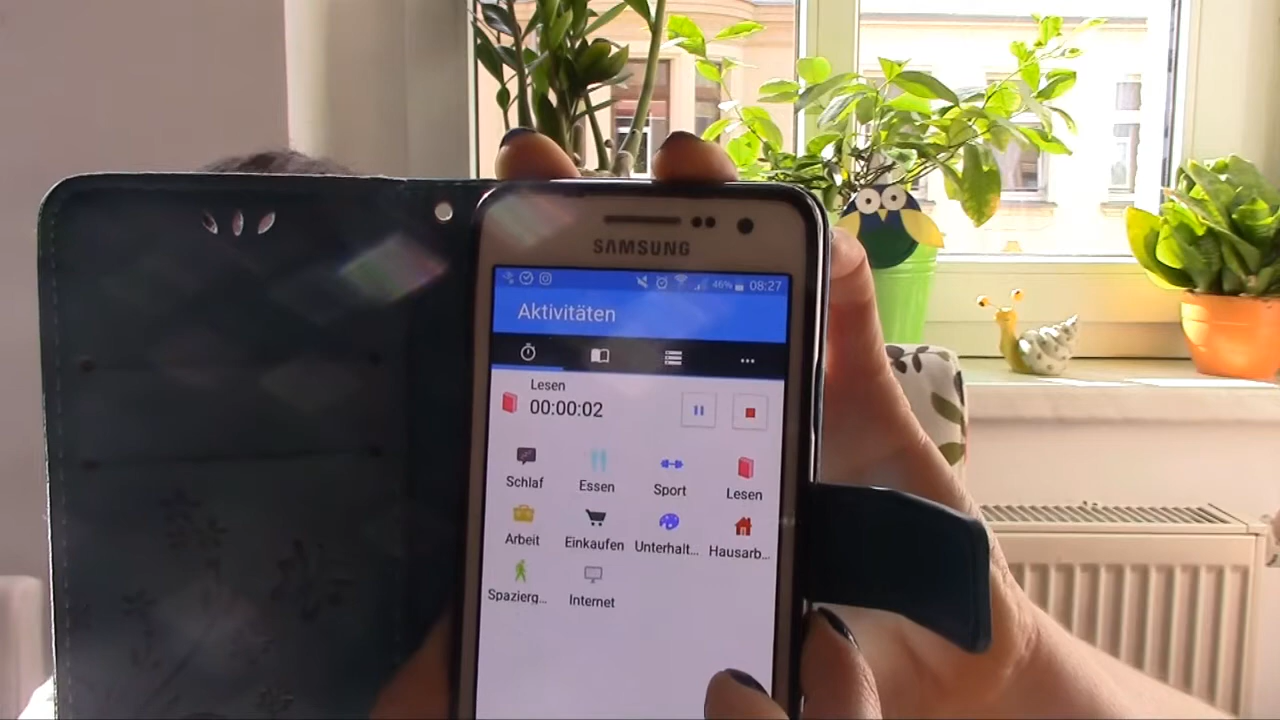 SAMSUNG
46% 08:27
Aktivitäten
Lesen
00:00:02
Schlaf Essen Sport Lesen
Arbeit Einkaufen Unterhalt... Hausarb...
Spazierg... Internet